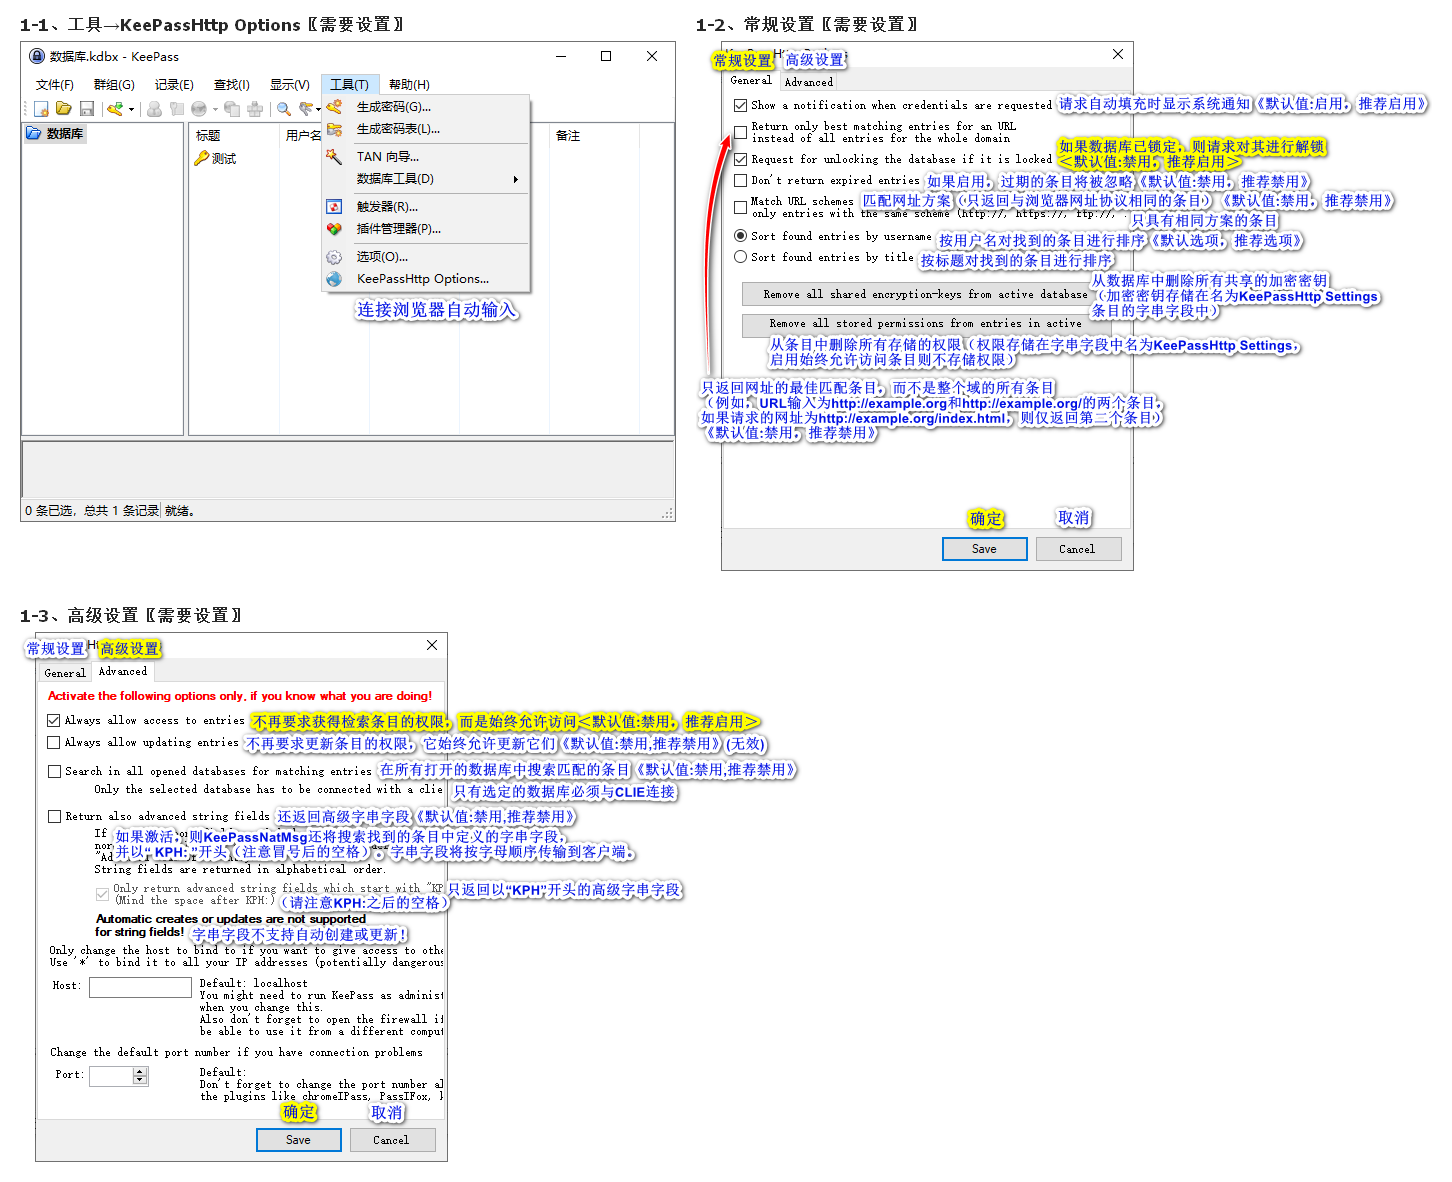 1-1、工具→KeePassHttp Options〖需要设置〗
数据库.kdbx - KeePass
文件(F) 群组(G) 记录(E) 查找(I) 显示(V) 工具(T) 帮助(H)
数据库
标题 用户名 备注
测试
生成密码(G)...
生成密码表(L)...
TAN 向导...
数据库工具(D)
触发器(R)...
插件管理器(P)...
选项(O)...
KeePassHttp Options...
连接浏览器自动输入
0 条已选，总共 1 条记录 就绪。
1-2、常规设置〖需要设置〗
常规设置 高级设置
General Advanced
Show a notification when credentials are requested 请求自动填充时显示系统通知《默认值:启用，推荐启用》
Return only best matching entries for an URL
instead of all entries for the whole domain
如果数据库已锁定，则请求对其进行解锁
Request for unlocking the database if it is locked <默认值:禁用，推荐启用>
Don't return expired entries 如果启用，过期的条目将被忽略《默认值:禁用，推荐禁用》
Match URL schemes 匹配网址方案（只返回与浏览器网址协议相同的条目）《默认值:禁用，推荐禁用》
only entries with the same scheme (http://, https://, ftp://,
只具有相同方案的条目
Sort found entries by username 按用户名对找到的条目进行排序《默认选项，推荐选项》
Sort found entries by title 按标题对找到的条目进行排序
Remove all shared encryption-keys from active database
从数据库中删除所有共享的加密密钥
（加密密钥存储在名为KeePassHttp Settings
条目的字串字段中）
Remove all stored permissions from entries in active
从条目中删除所有存储的权限（权限存储在字串字段中名为KeePassHttp Settings，
启用始终允许访问条目则不存储权限）
只返回网址的最佳匹配条目，而不是整个域的所有条目
（例如，URL输入为http://example.org和http://example.org/的两个条目，
如果请求的网址为http://example.org/index.html，则仅返回第二个条目）
《默认值:禁用，推荐禁用》
确定 取消
Save Cancel
1-3、高级设置〖需要设置〗
常规设置 高级设置
General Advanced
Activate the following options only, if you know what you are doing!
Always allow access to entries 不再要求获得检索条目的权限，而是始终允许访问<默认值:禁用，推荐启用>
Always allow updating entries 不再要求更新条目的权限，它始终允许更新它们《默认值:禁用,推荐禁用》(无效)
Search in all opened databases for matching entries 在所有打开的数据库中搜索匹配的条目《默认值:禁用,推荐禁用》
Only the selected database has to be connected with a clie 只有选定的数据库必须与CLIE连接
Return also advanced string fields 还返回高级字串字段《默认值:禁用,推荐禁用》
If
如果激活，则KeePassNatMsg还将搜索找到的条目中定义的字串字段，
并以“ KPH: ”开头（注意冒号后的空格）。字串字段将按字母顺序传输到客户端。
String fields are returned in alphabetical order.
Only return advanced string fields which start with "KP 只返回以“KPH”开头的高级字串字段
(Mind the space after KPH:) （请注意KPH:之后的空格）
Automatic creates or updates are not supported
for string fields! 字串字段不支持自动创建或更新！
Only change the host to bind to if you want to give access to othe
Use '*' to bind it to all your IP addresses (potentially dangerous
Host: Default: localhost
You might need to run KeePass as adminis
when you change this.
Also don't forget to open the firewall if
be able to use it from a different comput
Change the default port number if you have connection problems
Port: Default:
Don't forget to change the port number al
the plugins like chromeIPass, PassIFox,
确定 取消
Save Cancel